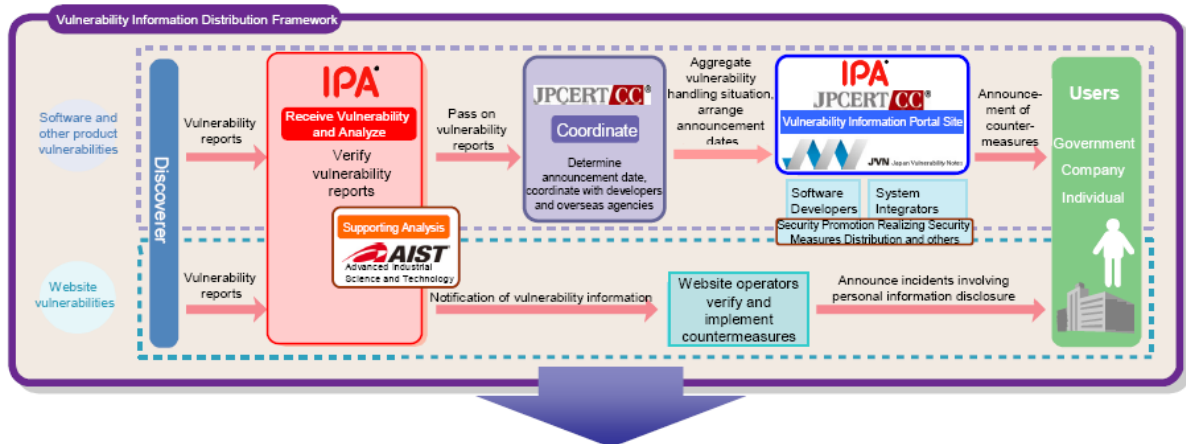 Vulnerability Information Distribution Framework
Software and
other product
vulnerabilities
Website
vulnerabilities
Discoverer
Vulnerability
reports
Vulnerability
reports
IPA
Receive Vulnerability
and Analyze
Verify
vulnerability
reports
Supporting Analysis
AIST
Advanced Industrial
Science and Technology
Pass on
vulnerability
reports
JPCERT CC®
Coordinate
Determine
announcement date,
coordinate with developers
and overseas agencies
Aggregate
vulnerability
handling situation,
arrange
announcement
dates
IPA
JPCERT CC®
Vulnerability Information Portal Site
JVN Japan Vulnerability Notes
Software
Developers
System
Integrators
Security Promotion Realizing Security
Measures Distribution and others
Announce-
ment of
counter-
measures
Notification of vulnerability information
Website operators
verify and
implement
countermeasures
Announce incidents involving
personal information disclosure
Users
Government
Company
Individual